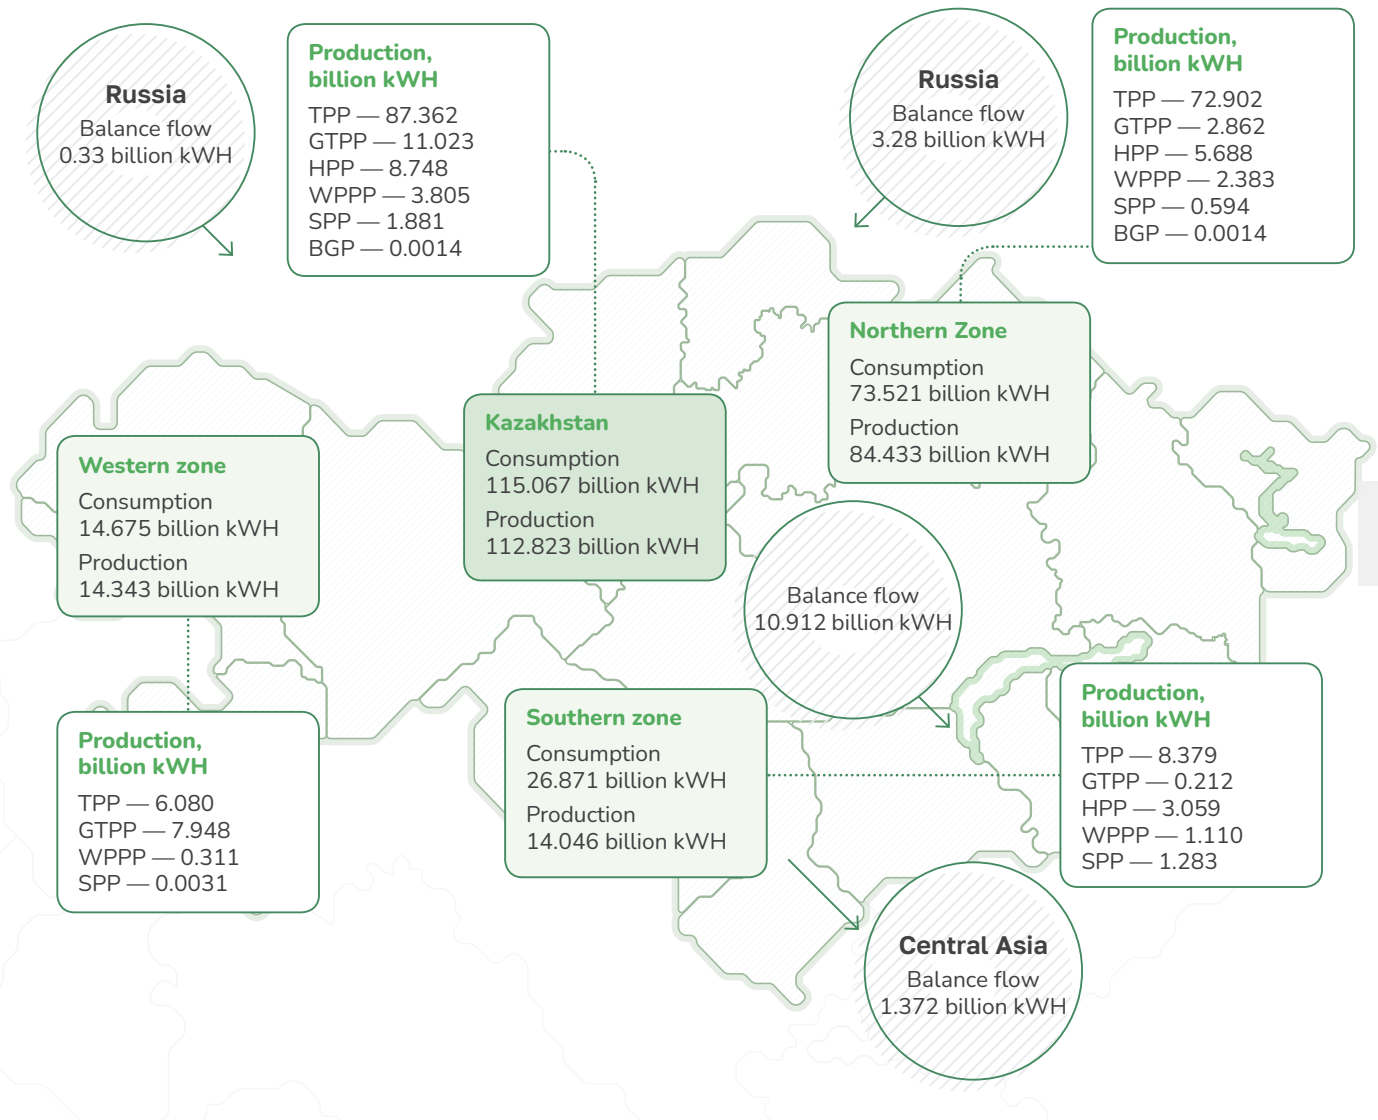 Russia
Balance flow
0.33 billion kWH
Production,
billion kWH
TPP — 87.362
GTPP — 11.023
HPP — 8.748
WPPP — 3.805
SPP — 1.881
BGP — 0.0014
Russia
Balance flow
3.28 billion kWH
Production,
billion kWH
TPP — 72.902
GTPP — 2.862
HPP — 5.688
WPPP — 2.383
SPP — 0.594
BGP — 0.0014
Northern Zone
Consumption
73.521 billion kWH
Production
84.433 billion kWH
Kazakhstan
Consumption
115.067 billion kWH
Production
112.823 billion kWH
Western zone
Consumption
14.675 billion kWH
Production
14.343 billion kWH
Balance flow
10.912 billion kWH
Production,
billion kWH
TPP — 6.080
GTPP — 7.948
WPPP — 0.311
SPP — 0.0031
Southern zone
Consumption
26.871 billion kWH
Production
14.046 billion kWH
Production,
billion kWH
TPP — 8.379
GTPP — 0.212
HPP — 3.059
WPPP — 1.110
SPP — 1.283
Central Asia
Balance flow
1.372 billion kWH